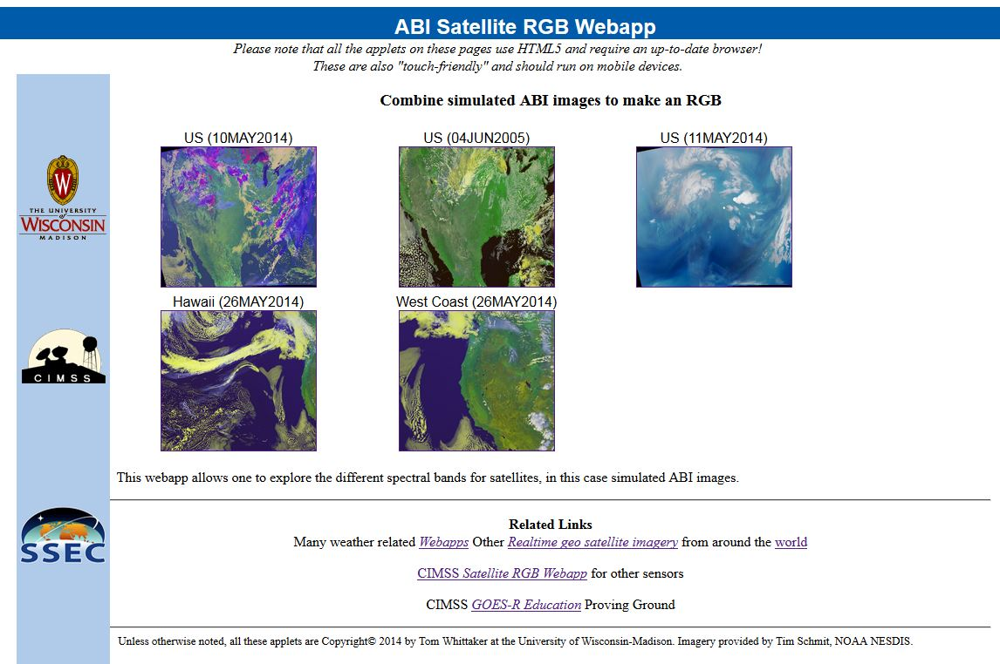 ABI Satellite RGB Webapp
Please note that all the applets on these pages use HTML5 and require an up-to-date browser!
These are also "touch-friendly" and should run on mobile devices.
Combine simulated ABI images to make an RGB
US (10MAY2014)
US (04JUN2005)
US (11MAY2014)
W
THE UNIVERSITY
of
WISCONSIN
MADISON
Hawaii (26MAY2014)
West Coast (26MAY2014)
CIMSS
This webapp allows one to explore the different spectral bands for satellites, in this case simulated ABI images.
SSEC
Related Links
Many weather related Webapps Other Realtime geo satellite imagery from around the world
CIMSS Satellite RGB Webapp for other sensors
CIMSS GOES-R Education Proving Ground
Unless otherwise noted, all these applets are Copyright© 2014 by Tom Whittaker at the University of Wisconsin-Madison. Imagery provided by Tim Schmit, NOAA NESDIS.